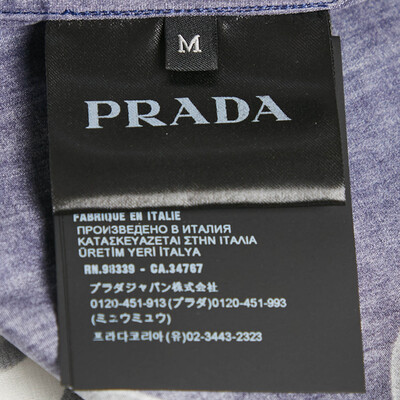 M
PRADA
FABRIQUE EN ITALIE
ПРОИЗВЕДЕНО В ИТАЛИЯ
ΚΑΤΑΣΚΕΥΑΖΕΤΑΙ ΣΤΗΝ ΙΤΑΛΙΑ
ÜRETİM YERİ İTALYA
RN.98339 - CA.34767
プラダジャパン株式会社
0120-451-913(プラダ)0120-451-993
(ミュウミュウ)
프라다코리아(유) 02-3443-2323